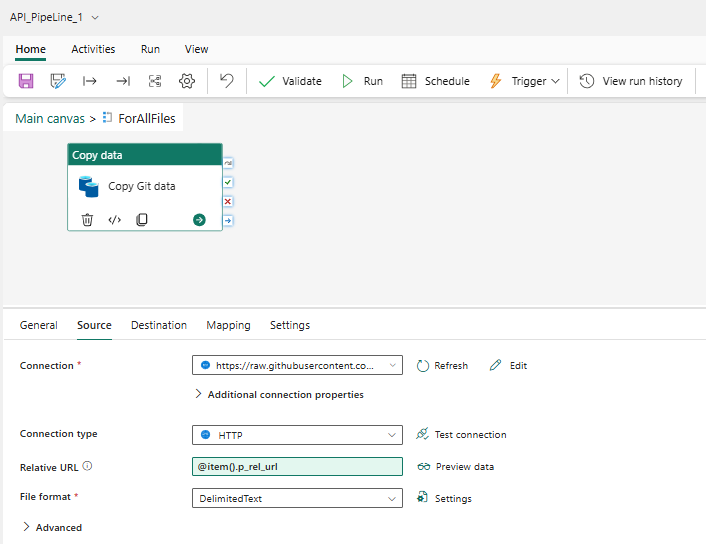 API_PipeLine_1
Home Activities Run View
Validate Run Schedule Trigger View run history
Main canvas > ForAllFiles
Copy data
Copy Git data
General Source Destination Mapping Settings
Connection * https://raw.githubusercontent.co... Refresh Edit
Additional connection properties
Connection type HTTP Test connection
Relative URL @item().p_rel_url Preview data
File format * DelimitedText Settings
Advanced